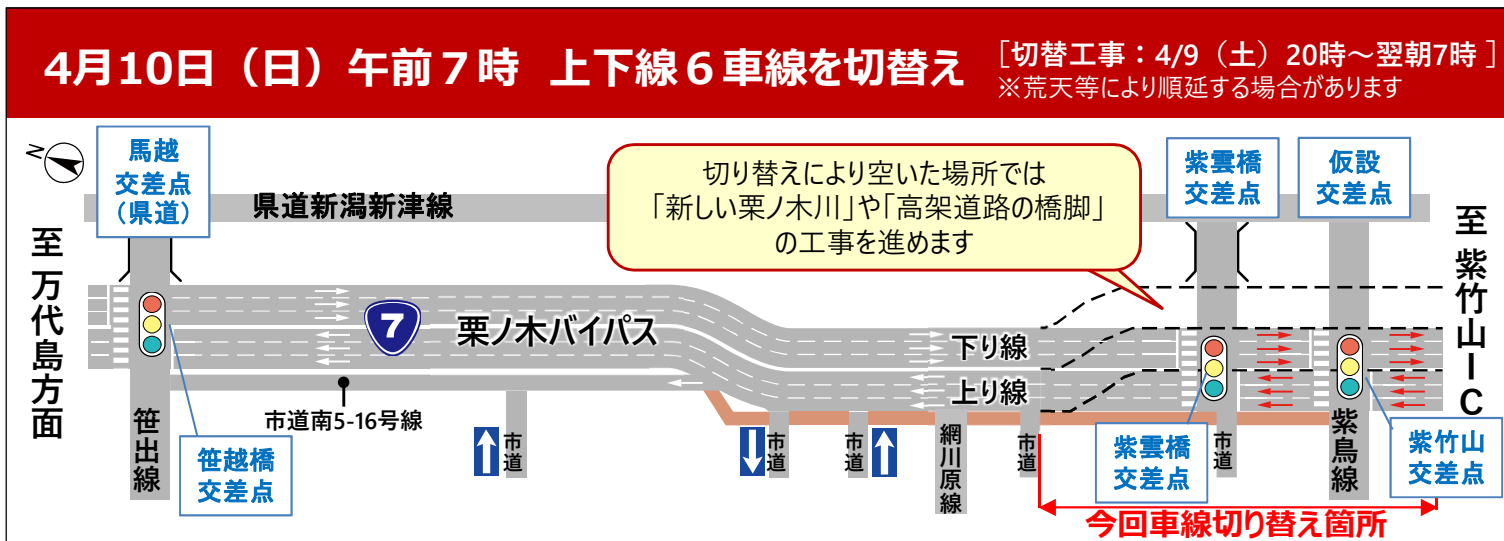 4月10日（日）午前７時 上下線６車線を切替え
［切替工事：4/9（土）20時～翌朝7時］
※荒天等により順延する場合があります
N
馬越
交差点
（県道）
県道新潟新津線
切り替えにより空いた場所では
「新しい栗ノ木川」や「高架道路の橋脚」
の工事を進めます
紫雲橋
交差点
仮設
交差点
至 万代島方面
至 紫竹山IC
7
栗ノ木バイパス
下り線
上り線
市道南5-16号線
笹出線
笹越橋
交差点
市道
市道
市道
網川原線
市道
紫雲橋
交差点
市道
紫鳥線
紫竹山
交差点
今回車線切り替え箇所